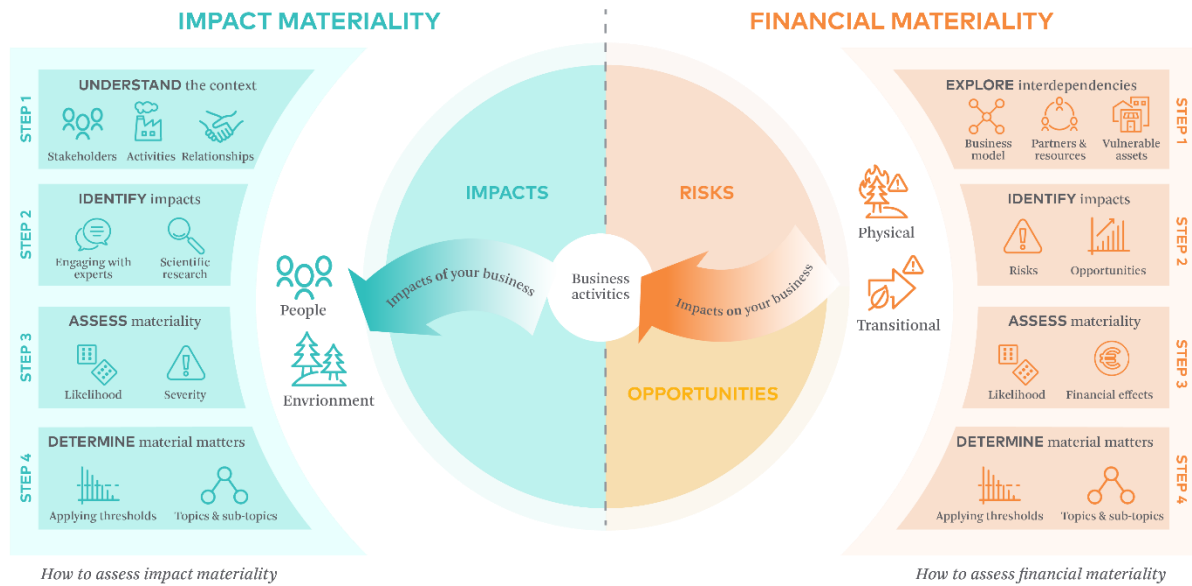 IMPACT MATERIALITY
STEP 1
UNDERSTAND the context
Stakeholders
Activities
Relationships
STEP 2
IDENTIFY impacts
Engaging with
experts
Scientific
research
STEP 3
ASSESS materiality
Likelihood
Severity
STEP 4
DETERMINE material matters
Applying thresholds
Topics & sub-topics
How to assess impact materiality
People
Envrionment
IMPACTS
Impacts of your business
Business
activitics
FINANCIAL MATERIALITY
RISKS
Impacts on your business
OPPORTUNITIES
Physical
Transitional
STEP 1
EXPLORE interdependencies
Business
model
Partners &
resources
Vulnerable
assets
STEP 2
IDENTIFY impacts
Risks
Opportunities
STEP 3
ASSESS materiality
Likelihood
Financial effects
STEP 4
DETERMINE material matters
Applying thresholds
Topics & sub-topics
How to assess financial materiality